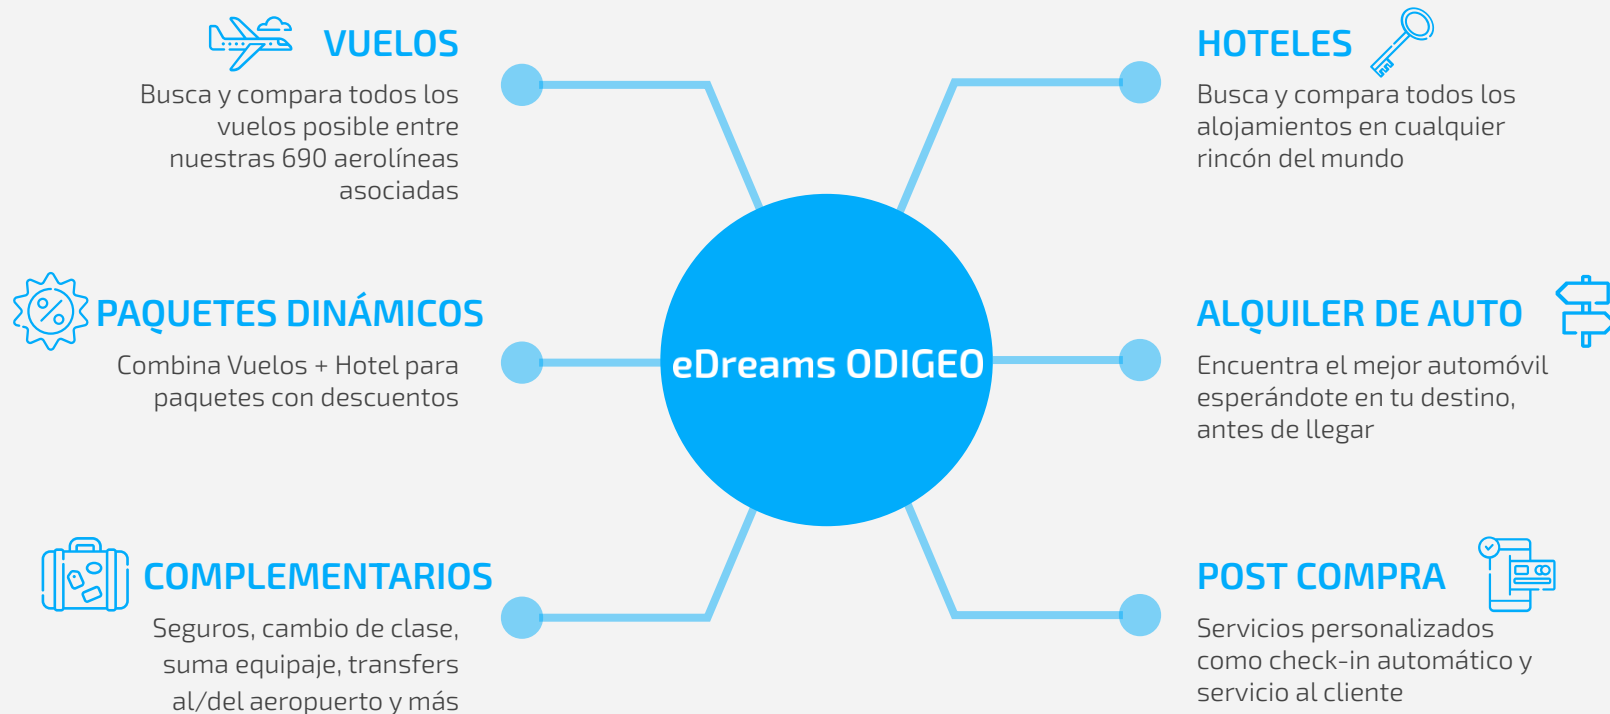 VUELOS
Busca y compara todos los
vuelos posible entre
nuestras 690 aerolíneas
asociadas
HOTELES
Busca y compara todos los
alojamientos en cualquier
rincón del mundo
PAQUETES DINÁMICOS
Combina Vuelos + Hotel para
paquetes con descuentos
eDreams ODIGEO
ALQUILER DE AUTO
Encuentra el mejor automóvil
esperándote en tu destino,
antes de llegar
COMPLEMENTARIOS
Seguros, cambio de clase,
suma equipaje, transfers
al/del aeropuerto y más
POST COMPRA
Servicios personalizados
como check-in automático y
servicio al cliente